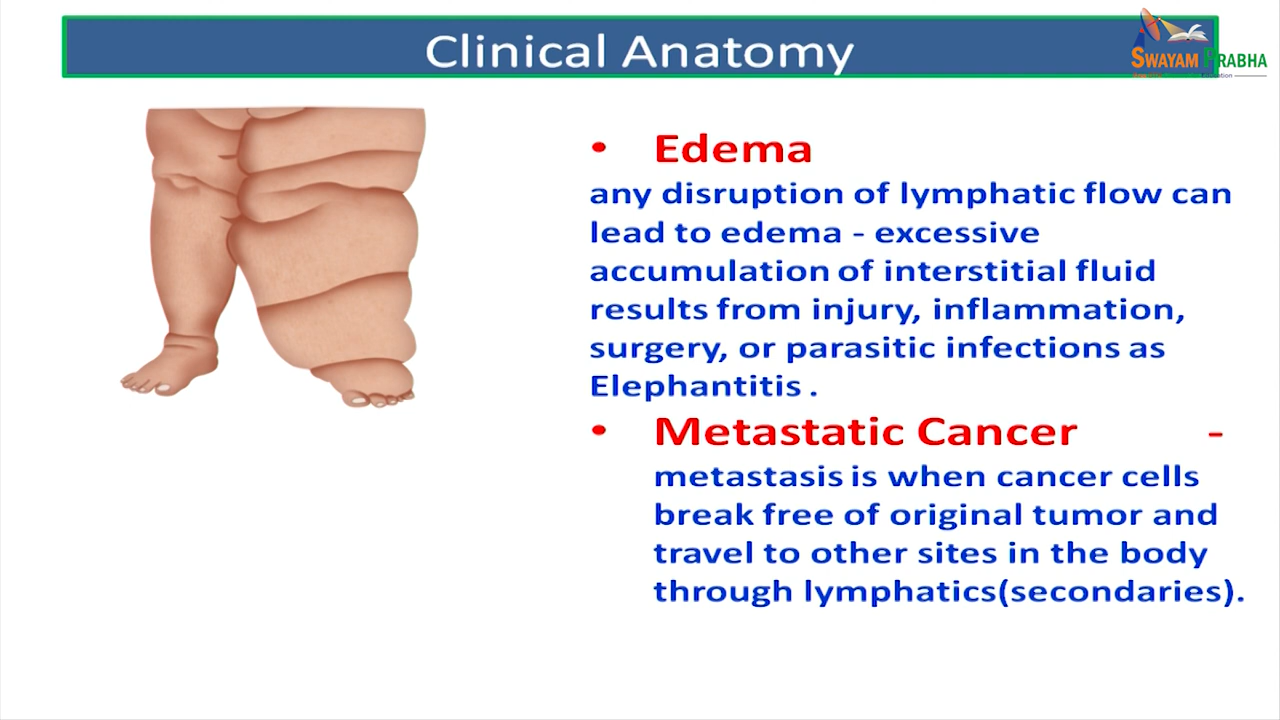 Clinical Anatomy
SWAYAM PRABHA
• Edema
any disruption of lymphatic flow can
lead to edema - excessive
accumulation of interstitial fluid
results from injury, inflammation,
surgery, or parasitic infections as
Elephantitis .
• Metastatic Cancer -
metastasis is when cancer cells
break free of original tumor and
travel to other sites in the body
through lymphatics(secondaries).